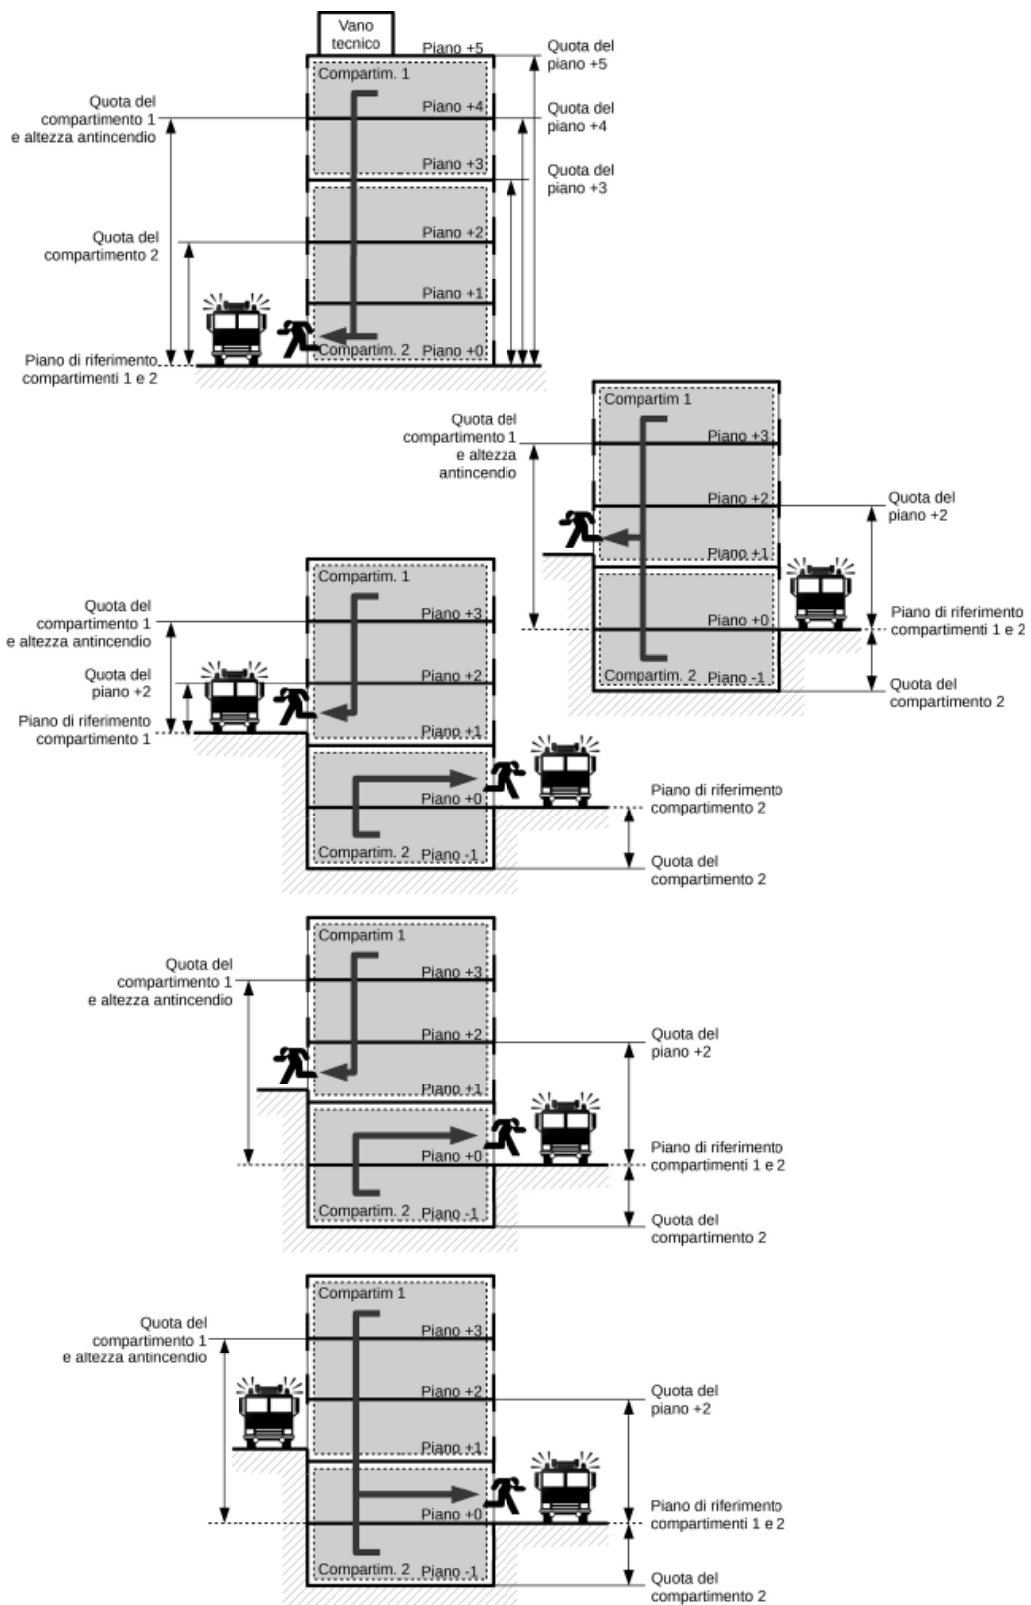 Vano
tecnico
Piano +5
Quota del
piano +5
Compartim. 1
Quota del
compartimento 1
e altezza antincendio
Piano +4
Quota del
piano +4
Piano +3
Quota del
piano +3
Quota del
compartimento 2
Piano +2
Piano +1
Compartim. 2
Piano +0
Piano di riferimento
compartimenti 1 e 2
Compartim 1
Quota del
compartimento 1
e altezza
antincendio
Piano +3
Piano +2
Quota del
piano +2
Piano +1
Piano +0
Piano di riferimento
compartimenti 1 e 2
Compartim. 2
Piano -1
Quota del
compartimento 2
Compartim. 1
Quota del
compartimento 1
e altezza antincendio
Piano +3
Quota del
piano +2
Piano +2
Piano di riferimento
compartimento 1
Piano +1
Piano +0
Piano di riferimento
compartimento 2
Compartim. 2
Piano -1
Quota del
compartimento 2
Compartim 1
Quota del
compartimento 1
e altezza antincendio
Piano +3
Piano +2
Quota del
piano +2
Piano +1
Piano +0
Piano di riferimento
compartimenti 1 e 2
Compartim. 2
Piano -1
Quota del
compartimento 2
Compartim 1
Quota del
compartimento 1
e altezza antincendio
Piano +3
Piano +2
Quota del
piano +2
Piano +1
Piano +0
Piano di riferimento
compartimenti 1 e 2
Compartim. 2
Piano -1
Quota del
compartimento 2